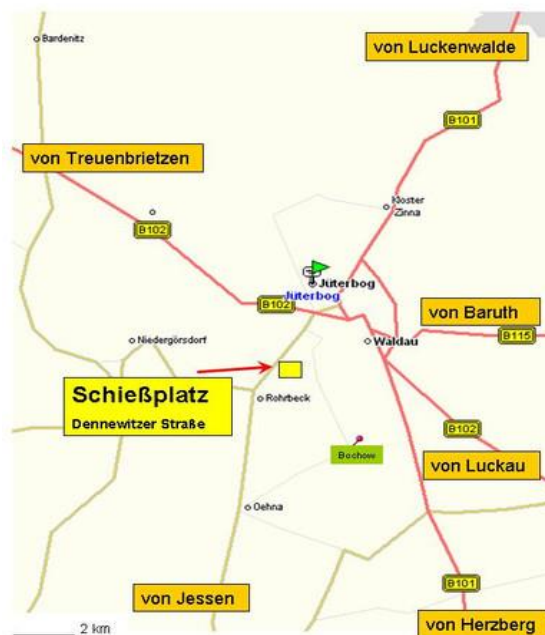 Bardenitz
von Luckenwalde
B101
von Treuenbrietzen
Kloster
Zinna
B102
Jüterbog
Jüterbog
B102
von Baruth
B115
Niedergörsdorf
Waldau
Schießplatz
Dennewitzer Straße
Rohrbeck
B102
Bochow
von Luckau
Oehna
B101
von Jessen
von Herzberg
2 km